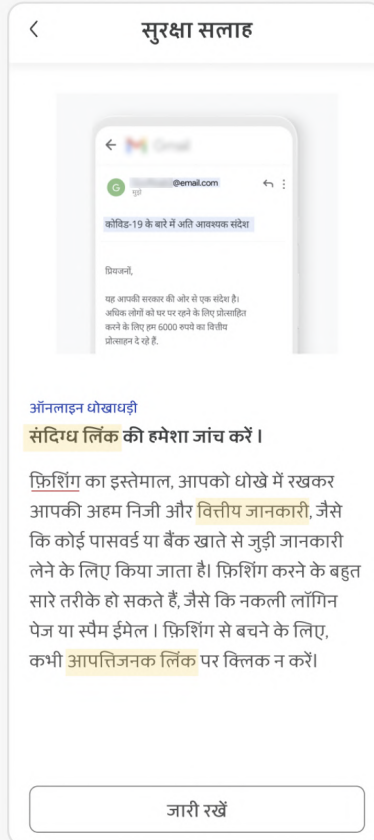 सुरक्षा सलाह
@email.com
G
मुझे
कोविड-19 के बारे में अति आवश्यक संदेश
प्रियजनों,
यह आपकी सरकार की ओर से एक संदेश है।
अधिक लोगों को घर पर रहने के लिए प्रोत्साहित
करने के लिए हम 6000 रुपये का वित्तीय
प्रोत्साहन दे रहे हैं.
ऑनलाइन धोखाधड़ी
संदिग्ध लिंक की हमेशा जांच करें ।
फ़िशिंग का इस्तेमाल, आपको धोखे में रखकर
आपकी अहम निजी और वित्तीय जानकारी, जैसे
कि कोई पासवर्ड या बैंक खाते से जुड़ी जानकारी
लेने के लिए किया जाता है। फ़िशिंग करने के बहुत
सारे तरीके हो सकते हैं, जैसे कि नकली लॉगिन
पेज या स्पैम ईमेल । फ़िशिंग से बचने के लिए,
कभी आपत्तिजनक लिंक पर क्लिक न करें।
जारी रखें